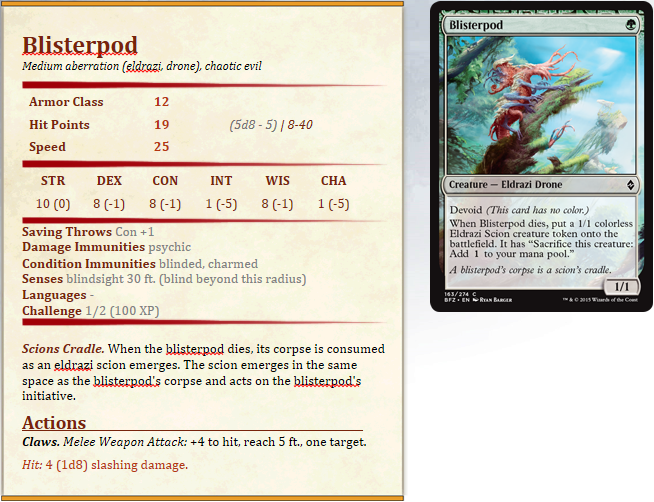 Blisterpod
Medium aberration (eldrazi, drone), chaotic evil
Armor Class 12
Hit Points 19 (5d8 - 5) | 8-40
Speed 25
STR DEX CON INT WIS CHA
10 (0) 8 (-1) 8 (-1) 1 (-5) 8 (-1) 1 (-5)
Saving Throws Con +1
Damage Immunities psychic
Condition Immunities blinded, charmed
Senses blindsight 30 ft. (blind beyond this radius)
Languages -
Challenge 1/2 (100 XP)
Scions Cradle. When the blisterpod dies, its corpse is consumed
as an eldrazi scion emerges. The scion emerges in the same
space as the blisterpod's corpse and acts on the blisterpod's
initiative.
Actions
Claws. Melee Weapon Attack: +4 to hit, reach 5 ft., one target.
Hit: 4 (1d8) slashing damage.
Blisterpod
Creature — Eldrazi Drone
Devoid (This card has no color.)
When Blisterpod dies, put a 1/1 colorless
Eldrazi Scion creature token onto the
battlefield. It has "Sacrifice this creature:
Add 1 to your mana pool."
A blisterpod's corpse is a scion's cradle.
1/1
163/274 C
BFZ • EN Ryan Barger
™ & © 2015 Wizards of the Coast